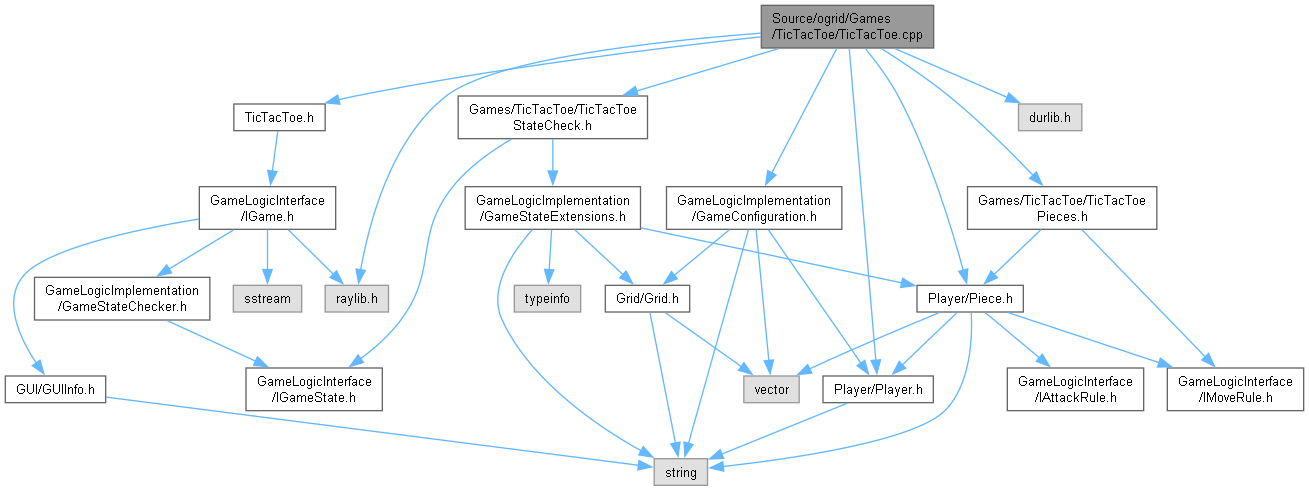 Source/ogrid/Games
/TicTacToe/TicTacToe.cpp
TicTacToe.h
Games/TicTacToe/TicTacToe
StateCheck.h
durlib.h
GameLogicInterface
/IGame.h
GameLogicImplementation
/GameStateExtensions.h
GameLogicImplementation
/GameConfiguration.h
Games/TicTacToe/TicTacToe
Pieces.h
GameLogicImplementation
/GameStateChecker.h
sstream
raylib.h
typeinfo
Grid/Grid.h
Player/Piece.h
GUI/GUIInfo.h
GameLogicInterface
/IGameState.h
vector
Player/Player.h
GameLogicInterface
/IAttackRule.h
GameLogicInterface
/IMoveRule.h
string